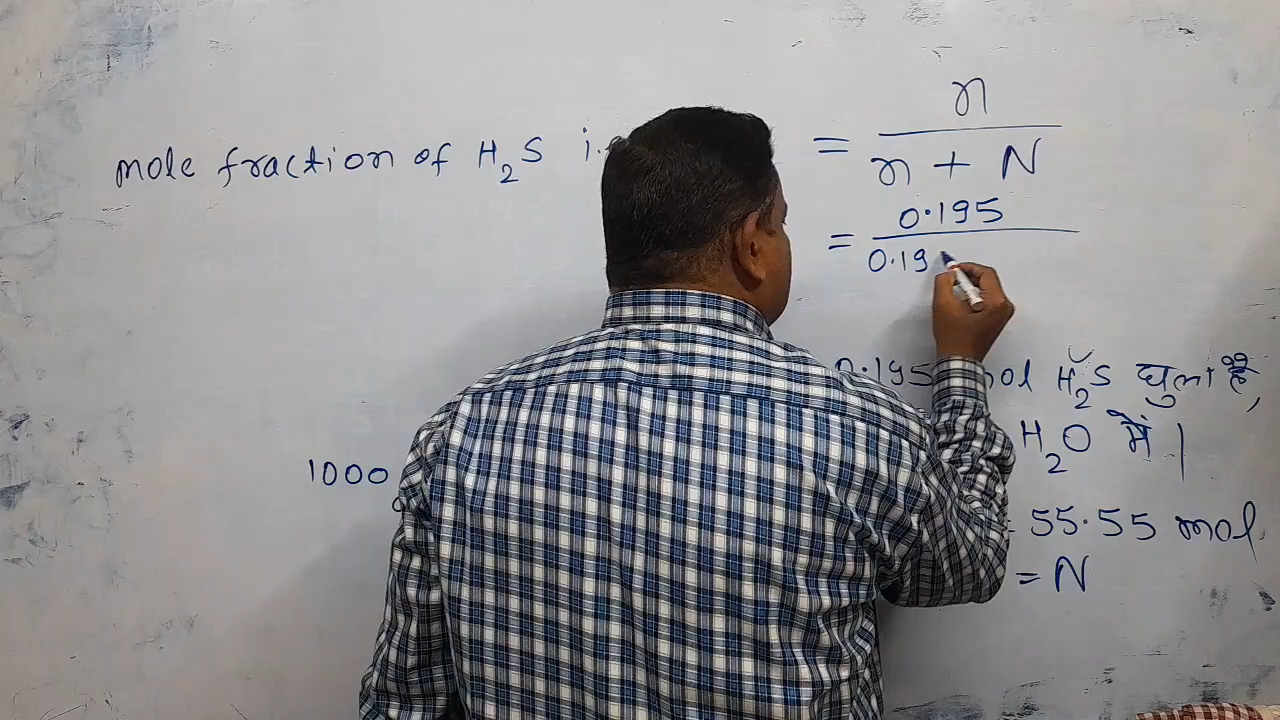 mole fraction of H2S i. = n
n + N
= 0.195
0.19
0.195 mol H2S घुला है,
H2O में।
1000
= 55.55 mol
= N